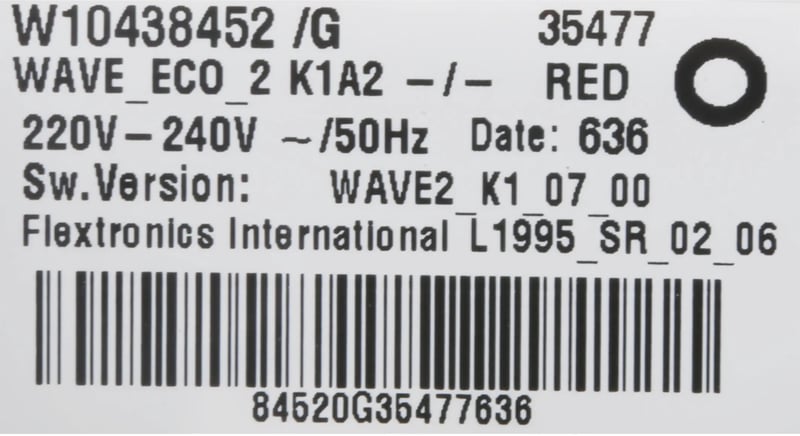 W10438452 /G 35477
WAVE_ECO_2 K1A2 -/- RED
220V-240V ~/50Hz Date: 636
Sw.Version: WAVE2_K1_07_00
Flextronics International L1995_SR_02_06
84520G35477636